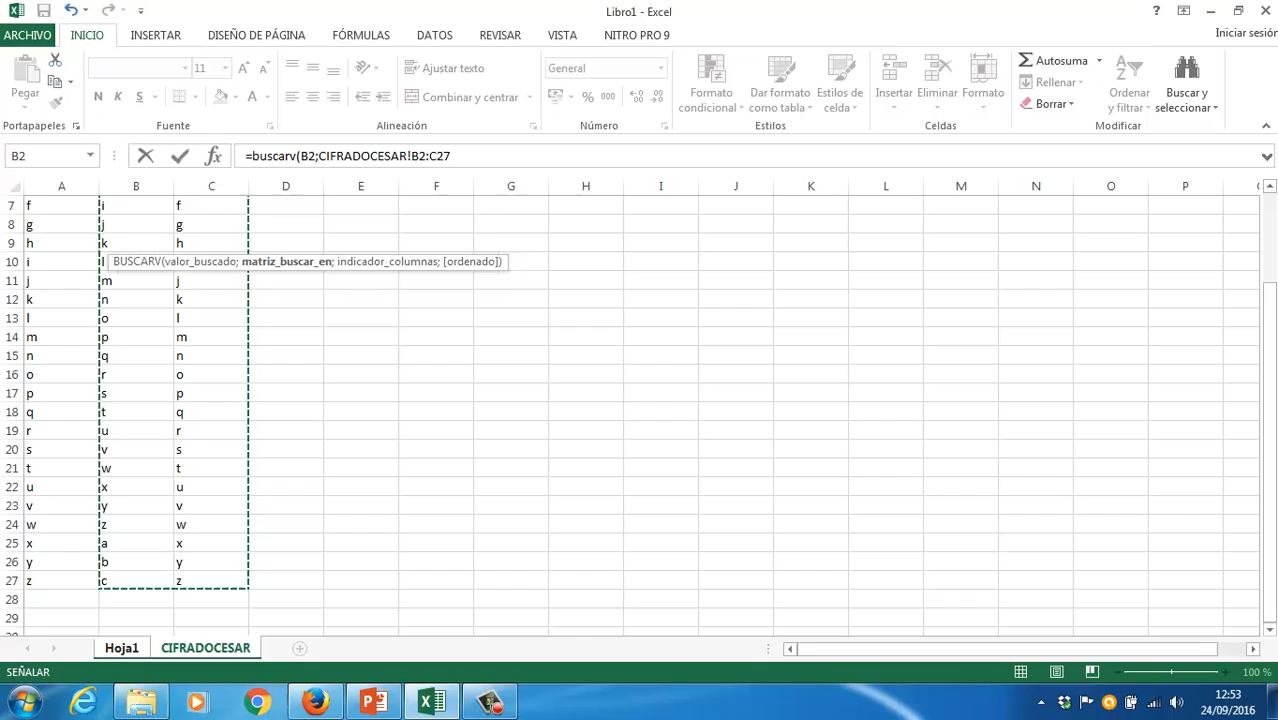 Libro1 - Excel
ARCHIVO INICIO INSERTAR DISEÑO DE PÁGINA FÓRMULAS DATOS REVISAR VISTA NITRO PRO 9 Iniciar sesión
Pegar
11
Ajustar texto
General
Formato condicional
Dar formato como tabla
Estilos de celda
Insertar Eliminar Formato
Autosuma
Rellenar
Borrar
Ordenar y filtrar
Buscar y seleccionar
N K S
Combinar y centrar
% 000
Portapapeles Fuente Alineación Número Estilos Celdas Modificar
B2 =buscarv(B2;CIFRADOCESAR!B2:C27
A B C D E F G H I J K L M N O P
7 f i f
8 g j g
9 h k h
10 i l BUSCARV(valor_buscado; matriz_buscar_en; indicador_columnas; [ordenado])
11 j m j
12 k n k
13 l o l
14 m p m
15 n q n
16 o r o
17 p s p
18 q t q
19 r u r
20 s v s
21 t w t
22 u x u
23 v y v
24 w z w
25 x a x
26 y b y
27 z c z
28
29
Hoja1 CIFRADOCESAR
SEÑALAR 100 %
12:53
24/09/2016